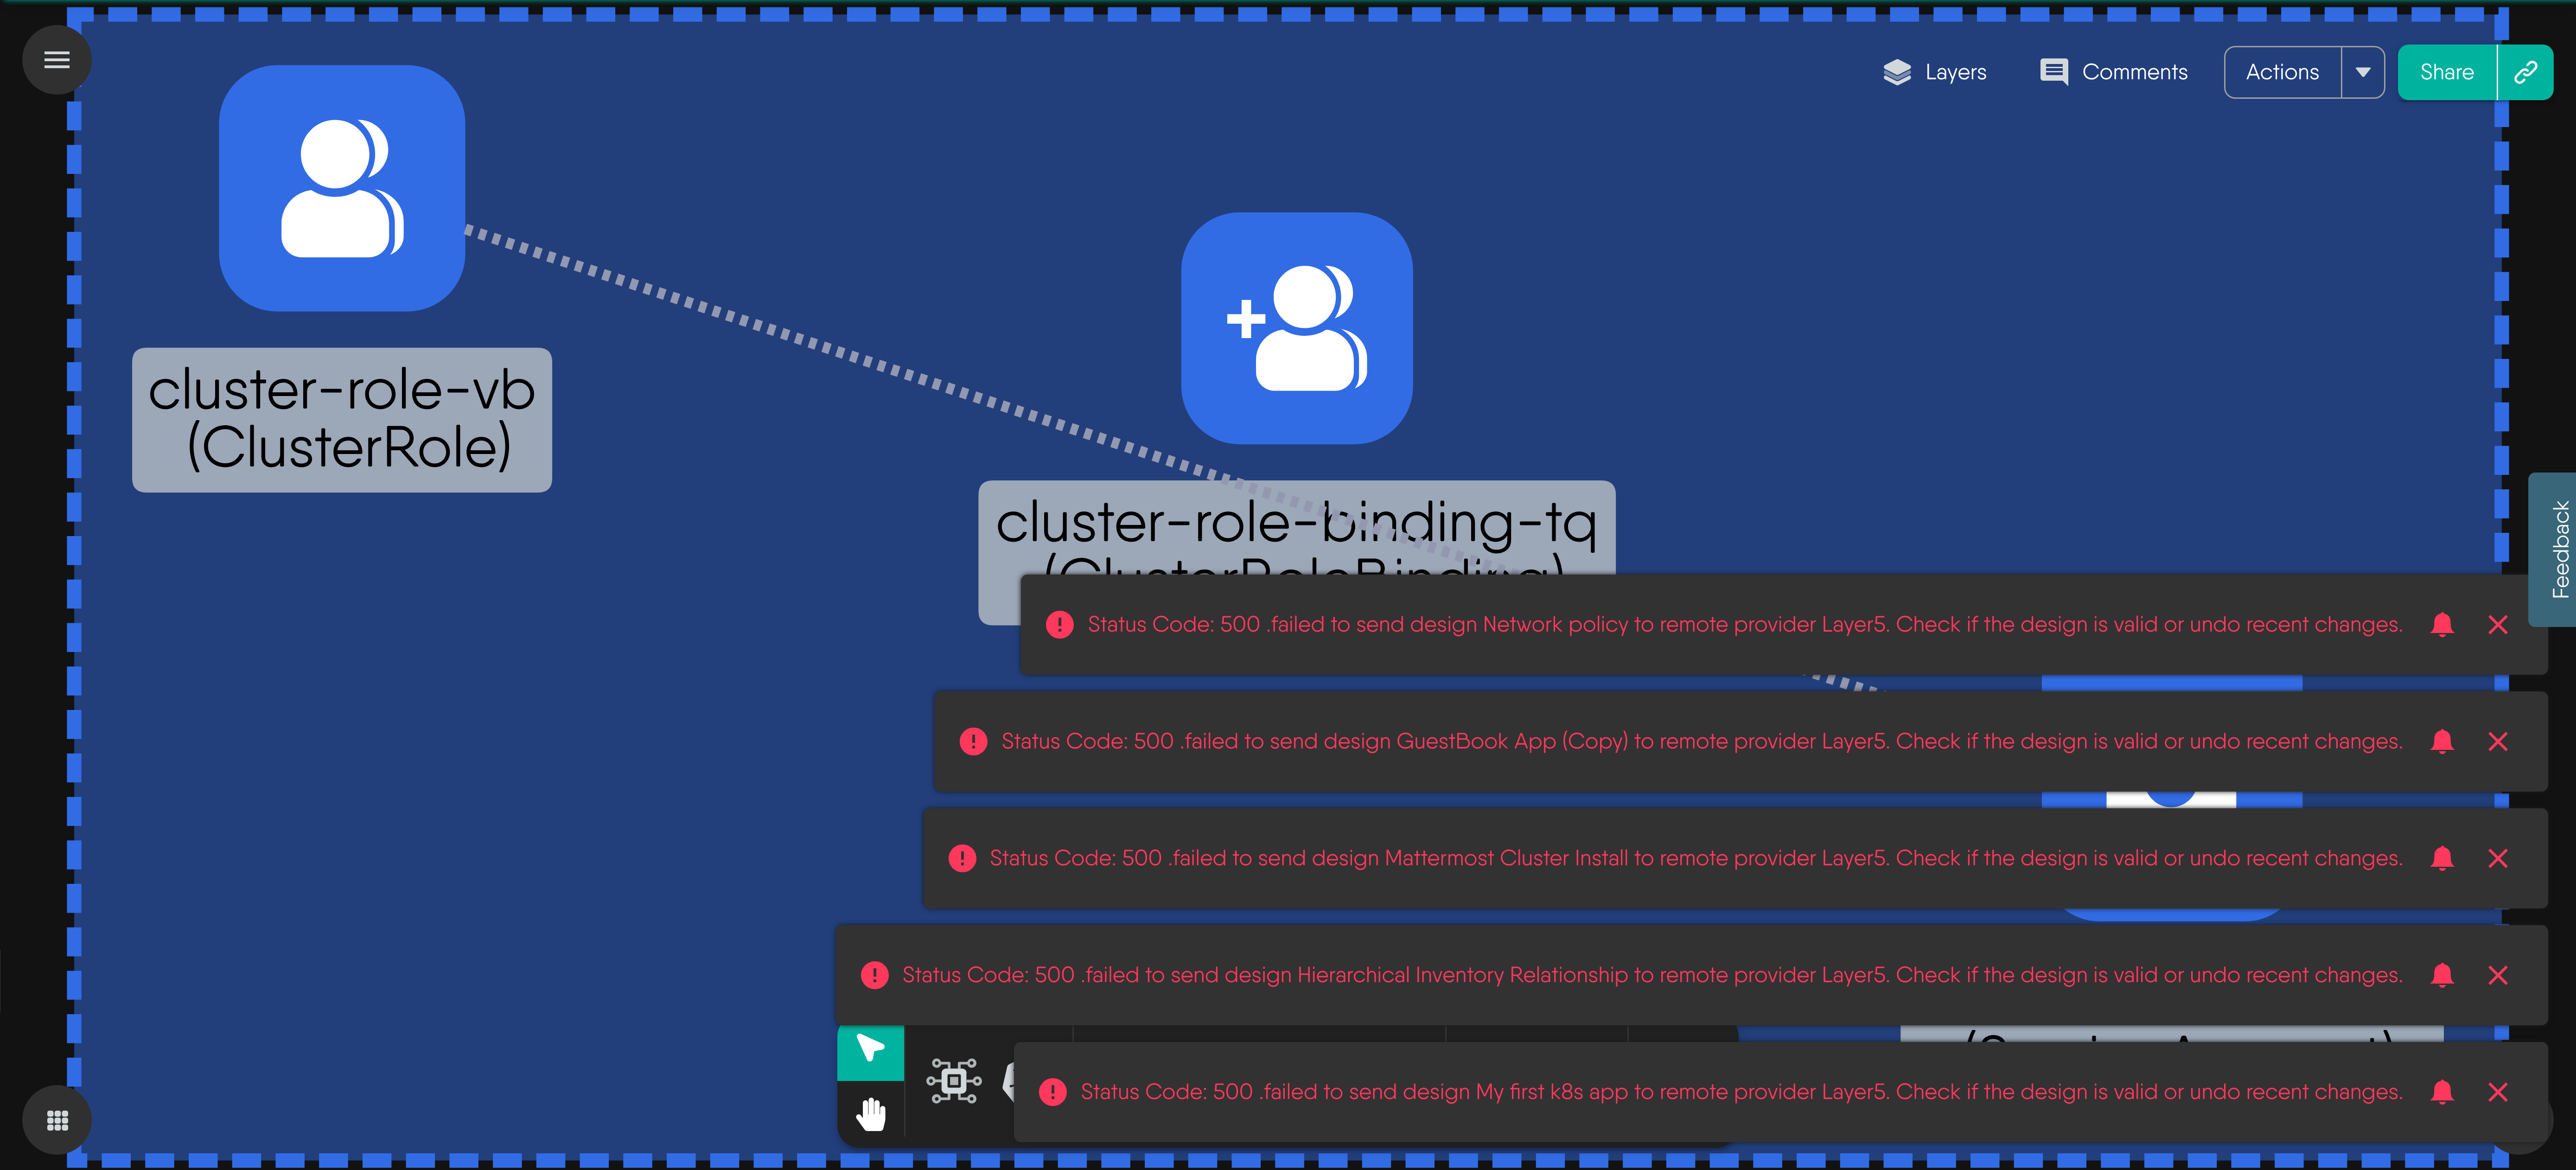 Layers
Comments
Actions
Share
cluster-role-vb
(ClusterRole)
cluster-role-binding-tq
(ClusterRoleBinding)
Feedback
Status Code: 500 .failed to send design Network policy to remote provider Layer5. Check if the design is valid or undo recent changes.
Status Code: 500 .failed to send design GuestBook App (Copy) to remote provider Layer5. Check if the design is valid or undo recent changes.
Status Code: 500 .failed to send design Mattermost Cluster Install to remote provider Layer5. Check if the design is valid or undo recent changes.
Status Code: 500 .failed to send design Hierarchical Inventory Relationship to remote provider Layer5. Check if the design is valid or undo recent changes.
Status Code: 500 .failed to send design My first k8s app to remote provider Layer5. Check if the design is valid or undo recent changes.